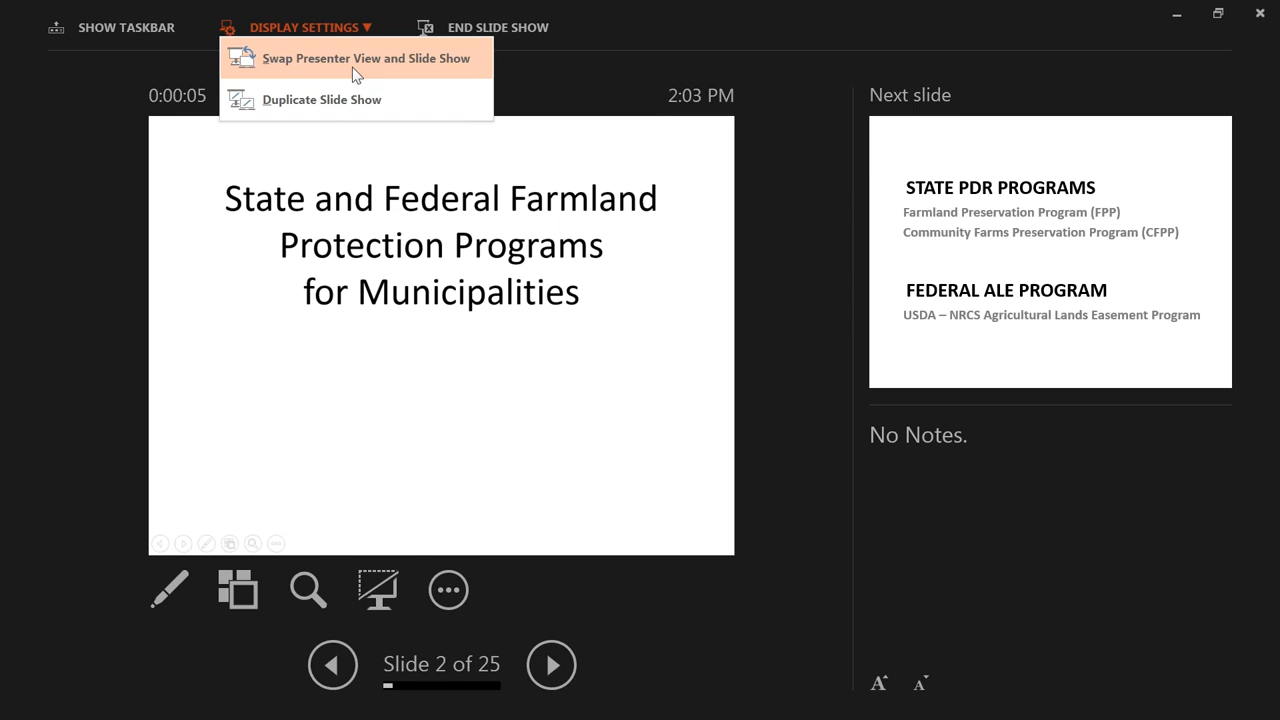 SHOW TASKBAR
DISPLAY SETTINGS ▼
END SLIDE SHOW
Swap Presenter View and Slide Show
Duplicate Slide Show
0:00:05
2:03 PM
State and Federal Farmland
Protection Programs
for Municipalities
Next slide
STATE PDR PROGRAMS
Farmland Preservation Program (FPP)
Community Farms Preservation Program (CFPP)
FEDERAL ALE PROGRAM
USDA – NRCS Agricultural Lands Easement Program
No Notes.
Slide 2 of 25
A A